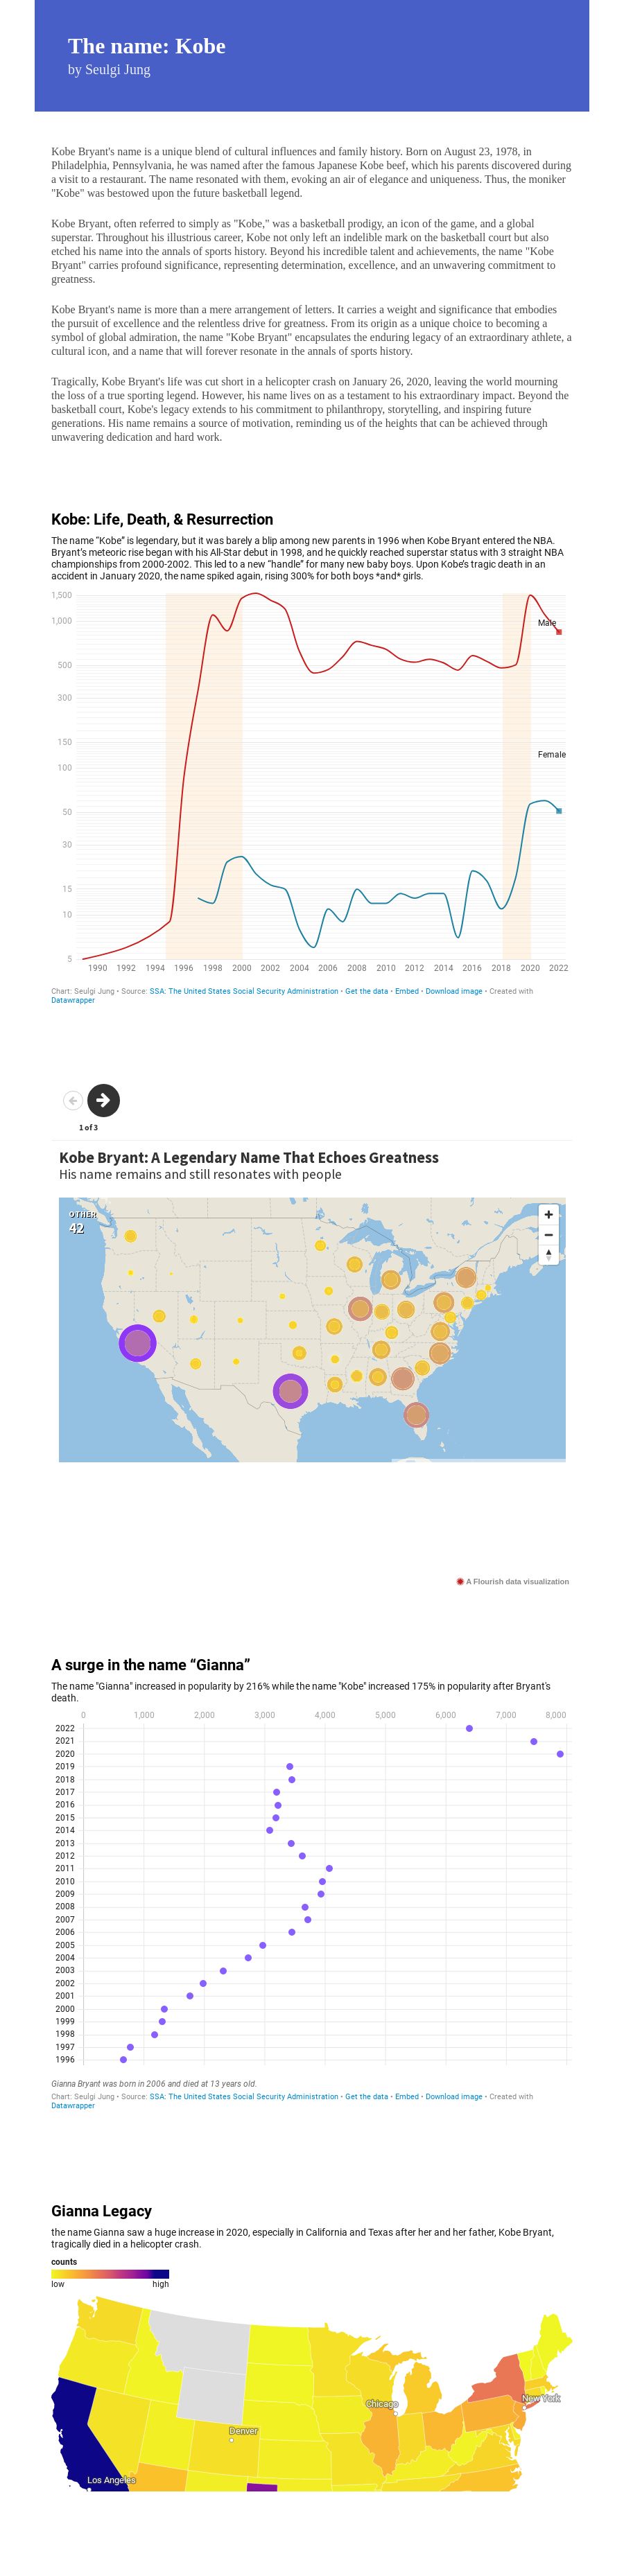 The name: Kobe
by Seulgi Jung
Kobe Bryant's name is a unique blend of cultural influences and family history. Born on August 23, 1978, in
Philadelphia, Pennsylvania, he was named after the famous Japanese Kobe beef, which his parents discovered during
a visit to a restaurant. The name resonated with them, evoking an air of elegance and uniqueness. Thus, the moniker
"Kobe" was bestowed upon the future basketball legend.
Kobe Bryant, often referred to simply as "Kobe," was a basketball prodigy, an icon of the game, and a global
superstar. Throughout his illustrious career, Kobe not only left an indelible mark on the basketball court but also
etched his name into the annals of sports history. Beyond his incredible talent and achievements, the name "Kobe
Bryant" carries profound significance, representing determination, excellence, and an unwavering commitment to
greatness.
Kobe Bryant's name is more than a mere arrangement of letters. It carries a weight and significance that embodies
the pursuit of excellence and the relentless drive for greatness. From its origin as a unique choice to becoming a
symbol of global admiration, the name "Kobe Bryant" encapsulates the enduring legacy of an extraordinary athlete, a
cultural icon, and a name that will forever resonate in the annals of sports history.
Tragically, Kobe Bryant's life was cut short in a helicopter crash on January 26, 2020, leaving the world mourning
the loss of a true sporting legend. However, his name lives on as a testament to his extraordinary impact. Beyond the
basketball court, Kobe's legacy extends to his commitment to philanthropy, storytelling, and inspiring future
generations. His name remains a source of motivation, reminding us of the heights that can be achieved through
unwavering dedication and hard work.
Kobe: Life, Death, & Resurrection
The name “Kobe” is legendary, but it was barely a blip among new parents in 1996 when Kobe Bryant entered the NBA.
Bryant’s meteoric rise began with his All-Star debut in 1998, and he quickly reached superstar status with 3 straight NBA
championships from 2000-2002. This led to a new “handle” for many new baby boys. Upon Kobe’s tragic death in an
accident in January 2020, the name spiked again, rising 300% for both boys *and* girls.
1,500
1,000
Male
500
300
150
Female
100
50
30
15
10
5
1990 1992 1994 1996 1998 2000 2002 2004 2006 2008 2010 2012 2014 2016 2018 2020 2022
Chart: Seulgi Jung • Source: SSA: The United States Social Security Administration • Get the data • Embed • Download image • Created with
Datawrapper
1 of 3
Kobe Bryant: A Legendary Name That Echoes Greatness
His name remains and still resonates with people
OTHER
42
A Flourish data visualization
A surge in the name “Gianna”
The name "Gianna" increased in popularity by 216% while the name "Kobe" increased 175% in popularity after Bryant's
death.
0 1,000 2,000 3,000 4,000 5,000 6,000 7,000 8,000
2022
2021
2020
2019
2018
2017
2016
2015
2014
2013
2012
2011
2010
2009
2008
2007
2006
2005
2004
2003
2002
2001
2000
1999
1998
1997
1996
Gianna Bryant was born in 2006 and died at 13 years old.
Chart: Seulgi Jung • Source: SSA: The United States Social Security Administration • Get the data • Embed • Download image • Created with
Datawrapper
Gianna Legacy
the name Gianna saw a huge increase in 2020, especially in California and Texas after her and her father, Kobe Bryant,
tragically died in a helicopter crash.
counts
low high
New York
Chicago
Denver
Los Angeles